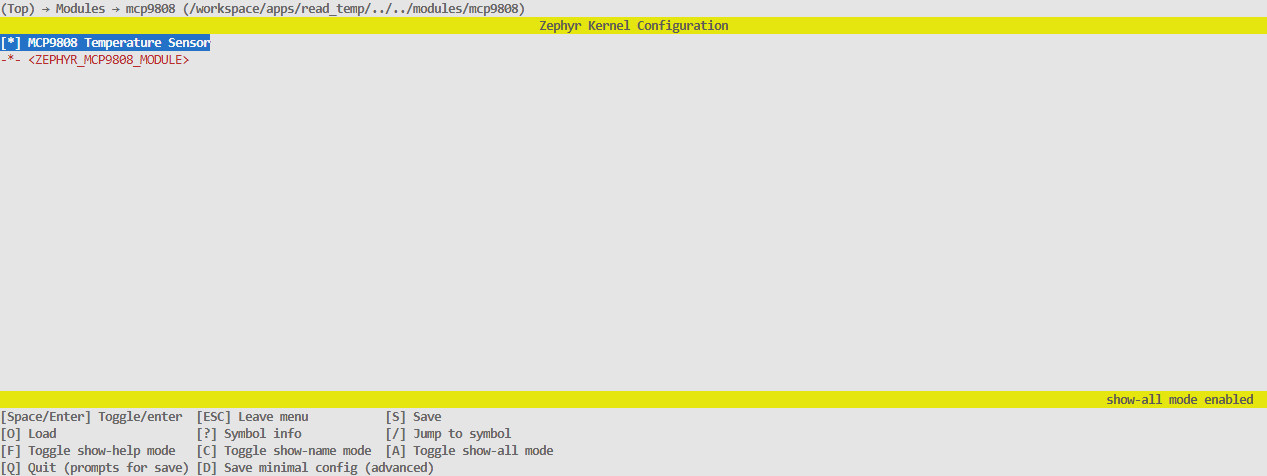 (Top) → Modules → mcp9808 (/workspace/apps/read_temp/../../modules/mcp9808)
Zephyr Kernel Configuration
[*] MCP9808 Temperature Sensor
-*- <ZEPHYR_MCP9808_MODULE>
show-all mode enabled
[Space/Enter] Toggle/enter [ESC] Leave menu [S] Save
[O] Load [?] Symbol info [/] Jump to symbol
[F] Toggle show-help mode [C] Toggle show-name mode [A] Toggle show-all mode
[Q] Quit (prompts for save) [D] Save minimal config (advanced)